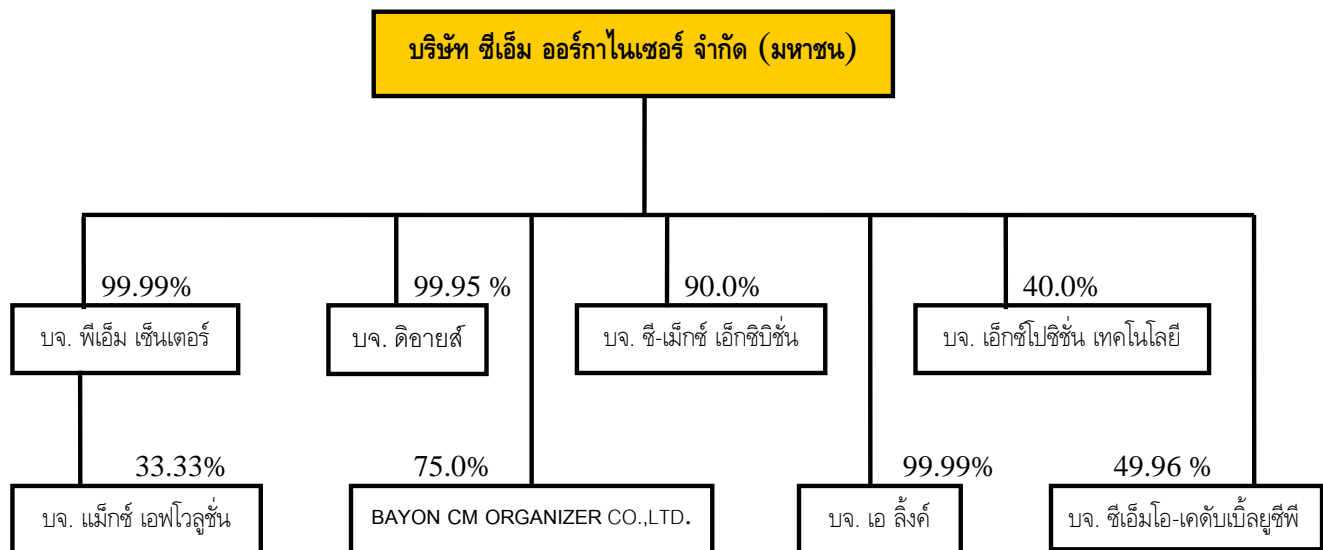 บริษัท ซีเอ็ม ออร์กาไนเซอร์ จำกัด (มหาชน)
99.99%
99.95 %
90.0%
40.0%
บจ. พีเอ็ม เซ็นเตอร์
บจ. ดิอายส์
บจ. ซี-เม็กซ์ เอ็กซิบิชั่น
บจ. เอ็กซ์โปซิชั่น เทคโนโลยี
33.33%
75.0%
99.99%
49.96 %
บจ. แม็กซ์ เอฟโวลูชั่น
BAYON CM ORGANIZER CO.,LTD.
บจ. เอ ลิ้งค์
บจ. ซีเอ็มโอ-เคดับเบิ้ลยูซีพี